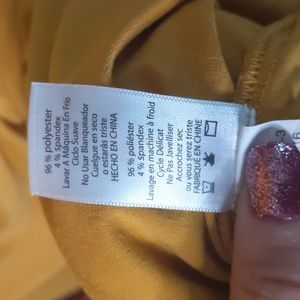 96 % polyester
4 % spandex
Lavar A Máquina En Frío
Ciclo Suave
No Usar Blanqueador
Cuelgue en seco
o estarás triste
HECHO EN CHINA
96 % poliéster
4 % spandex
Lavage en machine à froid
Cycle Délicat
Ne Pas Javelliser
Accrochez sec
ou vous serez triste
FABRIQUÉ EN CHINE
3